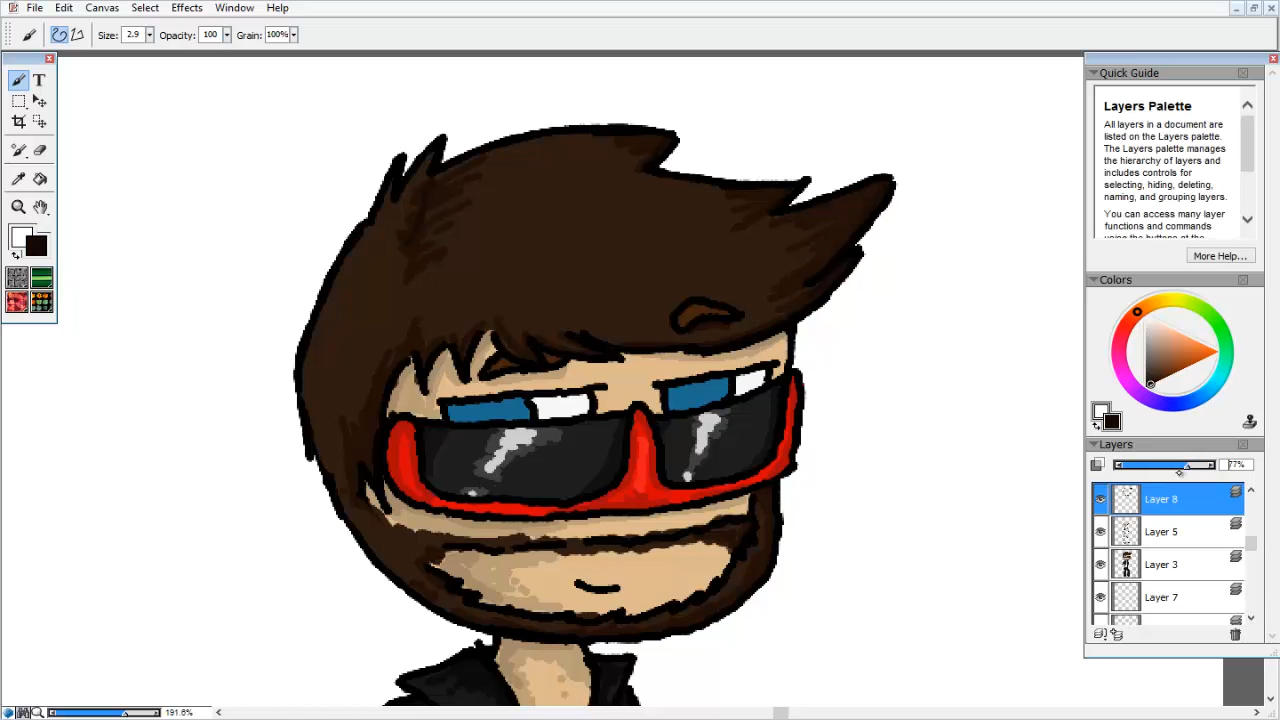 File Edit Canvas Select Effects Window Help
Size: 2.9 Opacity: 100 Grain: 100%
T
Quick Guide
Layers Palette
All layers in a document are
listed on the Layers palette.
The Layers palette manages
the hierarchy of layers and
includes controls for
selecting, hiding, deleting,
naming, and grouping layers.
You can access many layer
functions and commands
More Help...
Colors
Layers
77%
Layer 8
Layer 5
Layer 3
Layer 7
191.6%